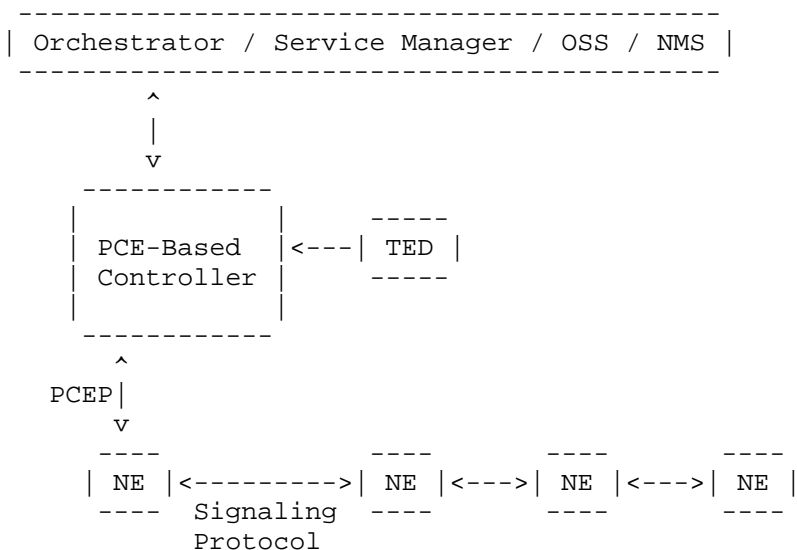 Orchestrator / Service Manager / OSS / NMS
PCE-Based
TED
Controller
PCEP
NE NE NE NE
Signaling
Protocol